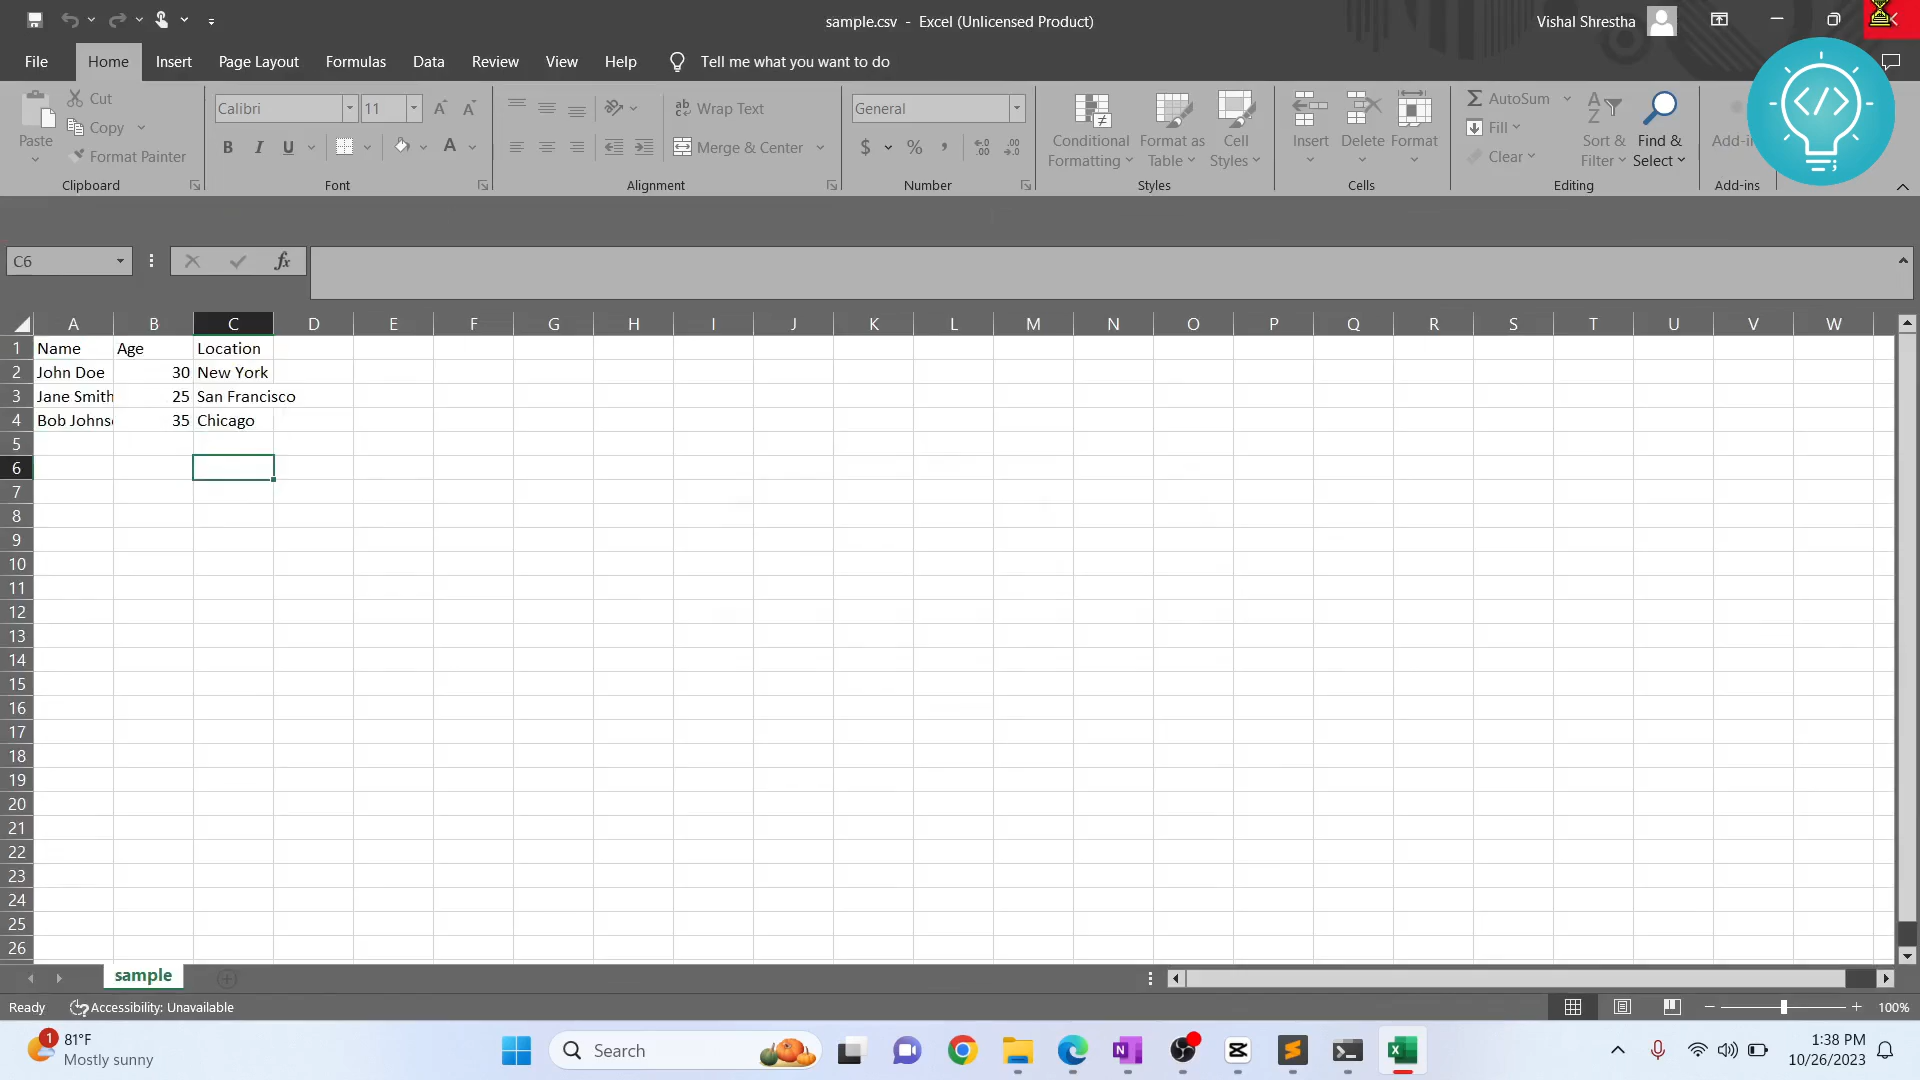 sample.csv - Excel (Unlicensed Product)
Vishal Shrestha
File Home Insert Page Layout Formulas Data Review View Help Tell me what you want to do
Paste
Cut
Copy
Format Painter
Clipboard
Calibri 11
B I U
Font
Wrap Text
Merge & Center
Alignment
General
$ % ,
Number
Conditional Formatting
Format as Table
Cell Styles
Styles
Insert Delete Format
Cells
AutoSum
Fill
Clear
Sort & Filter
Find & Select
Editing
Add-ins
C6
fx
A B C D E F G H I J K L M N O P Q R S T U V W
1 Name Age Location
2 John Doe 30 New York
3 Jane Smith 25 San Francisco
4 Bob Johns 35 Chicago
5
6
7
8
9
10
11
12
13
14
15
16
17
18
19
20
21
22
23
24
25
26
sample
Ready Accessibility: Unavailable 100%
1 81°F
Mostly sunny
Search
1:38 PM
10/26/2023